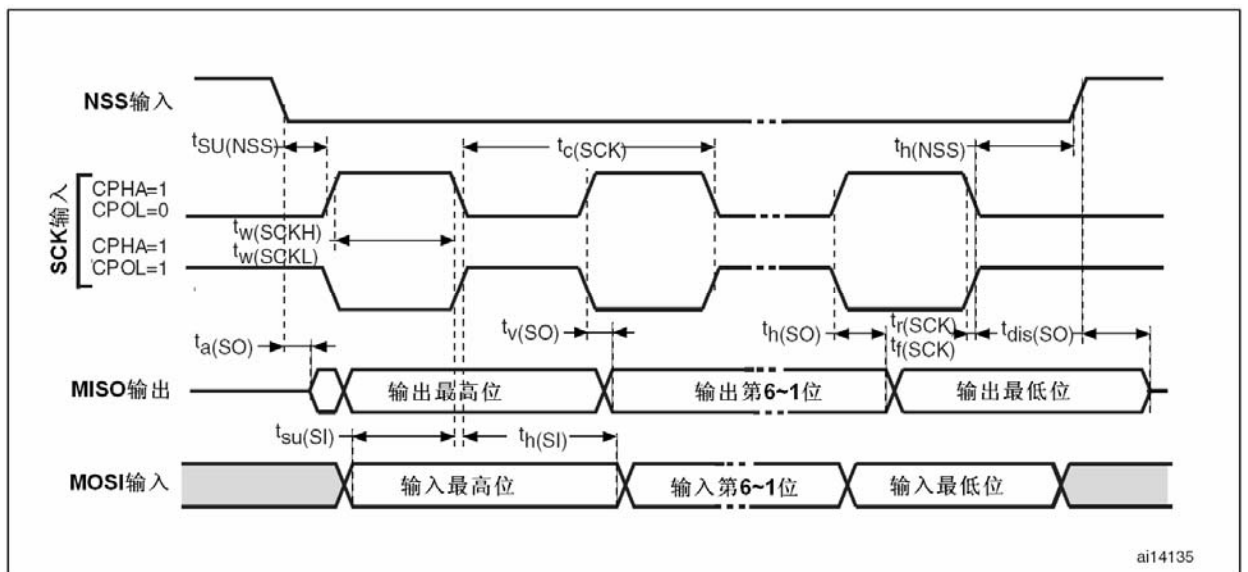 NSS输入
tSU(NSS)
tc(SCK)
th(NSS)
SCK输入
CPHA=1
CPOL=0
tw(SCKH)
tw(SCKL)
CPHA=1
CPOL=1
ta(SO)
tv(SO)
th(SO)
tr(SCK)
tf(SCK)
tdis(SO)
MISO输出
输出最高位
输出第6~1位
输出最低位
tsu(SI)
th(SI)
MOSI输入
输入最高位
输入第6~1位
输入最低位
ai14135